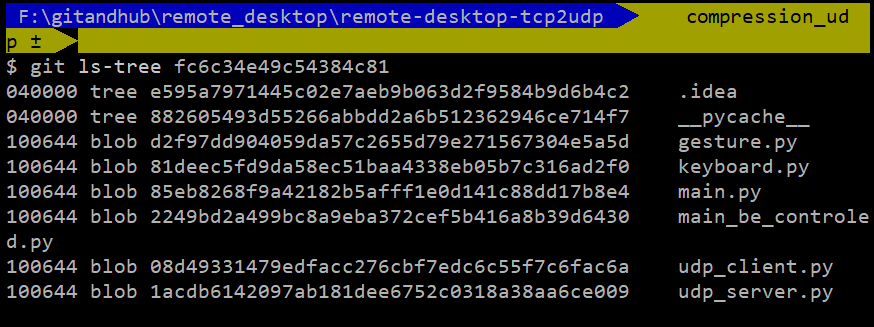 F:\gitandhub\remote_desktop\remote-desktop-tcp2udp compression_ud
p ±
$ git ls-tree fc6c34e49c54384c81
040000 tree e595a7971445c02e7aeb9b063d2f9584b9d6b4c2 .idea
040000 tree 882605493d55266abbdd2a6b512362946ce714f7 __pycache__
100644 blob d2f97dd904059da57c2655d79e271567304e5a5d gesture.py
100644 blob 81deec5fd9da58ec51baa4338eb05b7c316ad2f0 keyboard.py
100644 blob 85eb8268f9a42182b5afff1e0d141c88dd17b8e4 main.py
100644 blob 2249bd2a499bc8a9eba372cef5b416a8b39d6430 main_be_controle
d.py
100644 blob 08d49331479edfacc276cbf7edc6c55f7c6fac6a udp_client.py
100644 blob 1acdb6142097ab181dee6752c0318a38aa6ce009 udp_server.py